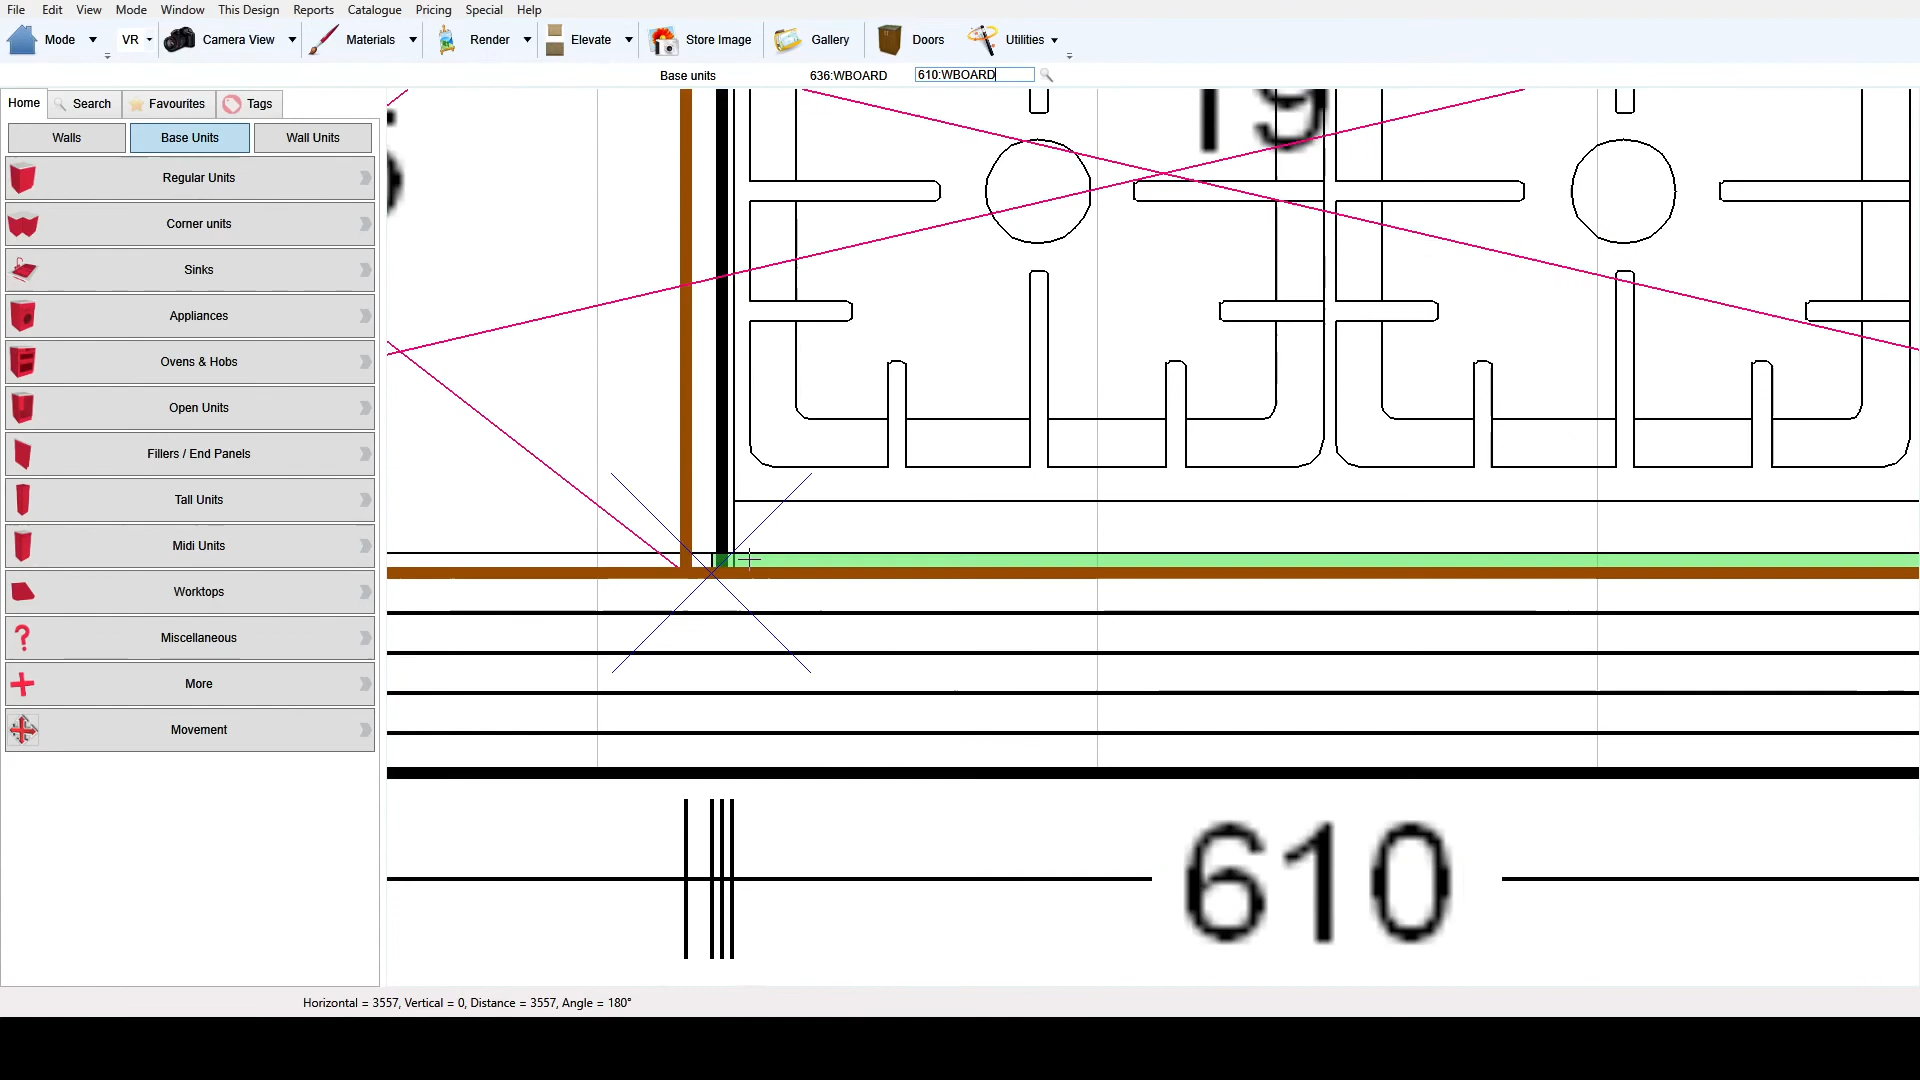 File Edit View Mode Window This Design Reports Catalogue Pricing Special Help
Mode VR Camera View Materials Render Elevate Store Image Gallery Doors Utilities
Base units 636:WBOARD 610:WBOARD
Home Search Favourites Tags
Walls Base Units Wall Units
Regular Units
Corner units
Sinks
Appliances
Ovens & Hobs
Open Units
Fillers / End Panels
Tall Units
Midi Units
Worktops
Miscellaneous
More
Movement
19
610
Horizontal = 3557, Vertical = 0, Distance = 3557, Angle = 180°